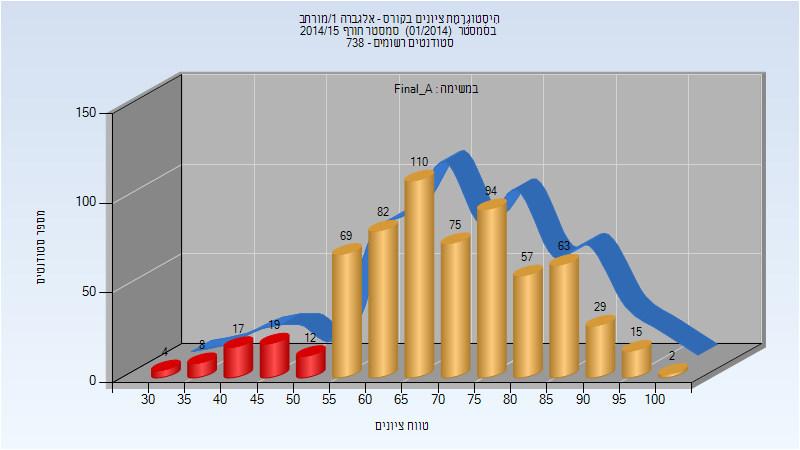 היסטוגרמת ציונים בקורס - אלגברה 1/מורחב
בסמסטר (01/2014) סמסטר חורף 2014/15
סטודנטים רשומים - 738
במשימה : Final_A
מספר סטודנטים
150
100
50
0
4
8
17
19
12
69
82
110
75
94
57
63
29
15
2
30 35 40 45 50 55 60 65 70 75 80 85 90 95 100
טווח ציונים